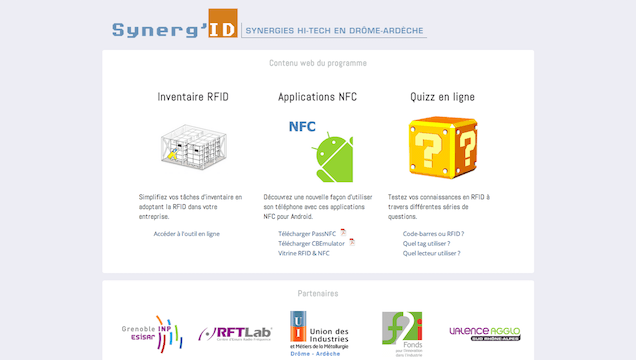 Synerg'ID
SYNERGIES HI-TECH EN DRÔME-ARDÈCHE
Contenu web du programme
Inventaire RFID
Applications NFC
Quizz en ligne
NFC
? ?
Simplifiez vos tâches d'inventaire en
adoptant la RFID dans votre
entreprise.
Accéder à l'outil en ligne
Découvrez une nouvelle façon d'utiliser
son téléphone avec ces applications
NFC pour Android.
Télécharger PassNFC
Télécharger CBEmulator
Vitrine RFID & NFC
Testez vos connaissances en RFID à
travers différentes séries de
questions.
Code-barres ou RFID ?
Quel tag utiliser ?
Quel lecteur utiliser ?
Partenaires
Grenoble INP
ESISAR
RFTLab
UI
Union des
Industries
et Métiers de la Métallurgie
Drôme - Ardèche
f2i
Fonds
pour l'innovation
dans l'industrie
VALENCE AGGLO
SUD RHÔNE-ALPES